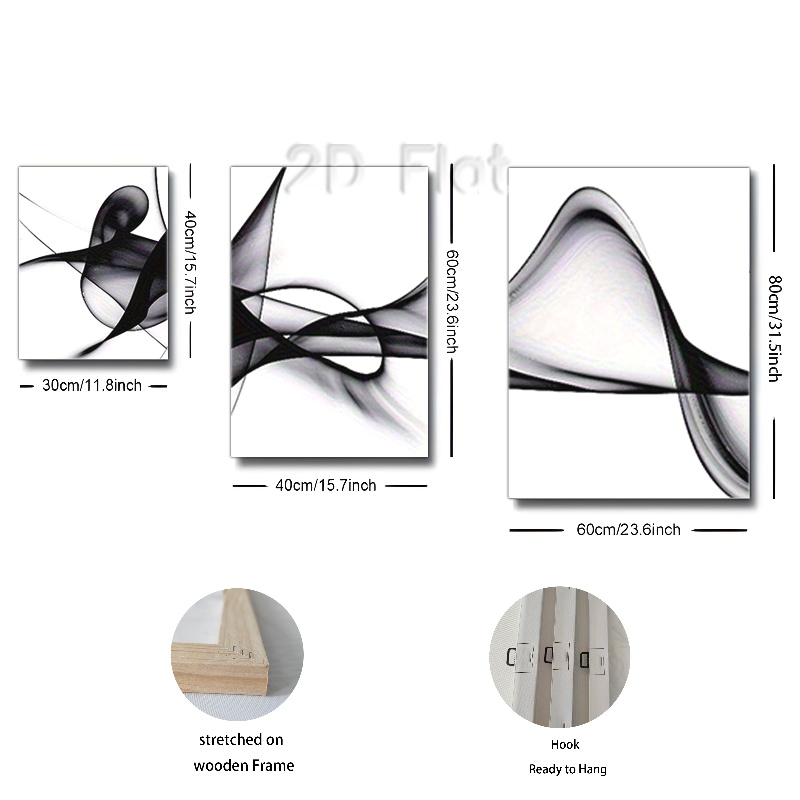 2D Flat
40cm/15.7inch
60cm/23.6inch
80cm/31.5inch
30cm/11.8inch
40cm/15.7inch
60cm/23.6inch
stretched on
wooden Frame
Hook
Ready to Hang